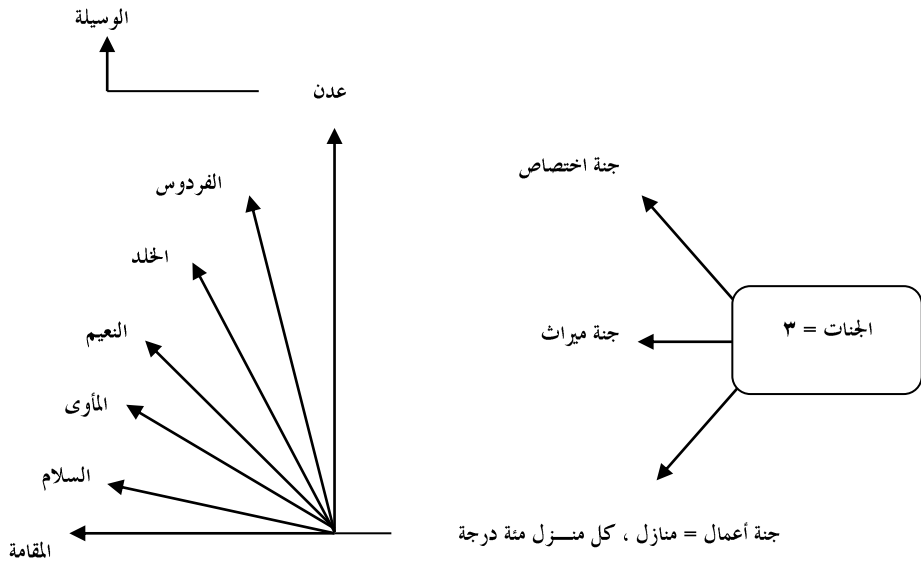 الوسيلة
عدن
الفردوس
الخلد
النعيم
المأوى
السلام
المقامة
جنة اختصاص
الجنات = ٣
جنة ميراث
جنة أعمال = منازل ، كل منـــزل مئة درجة